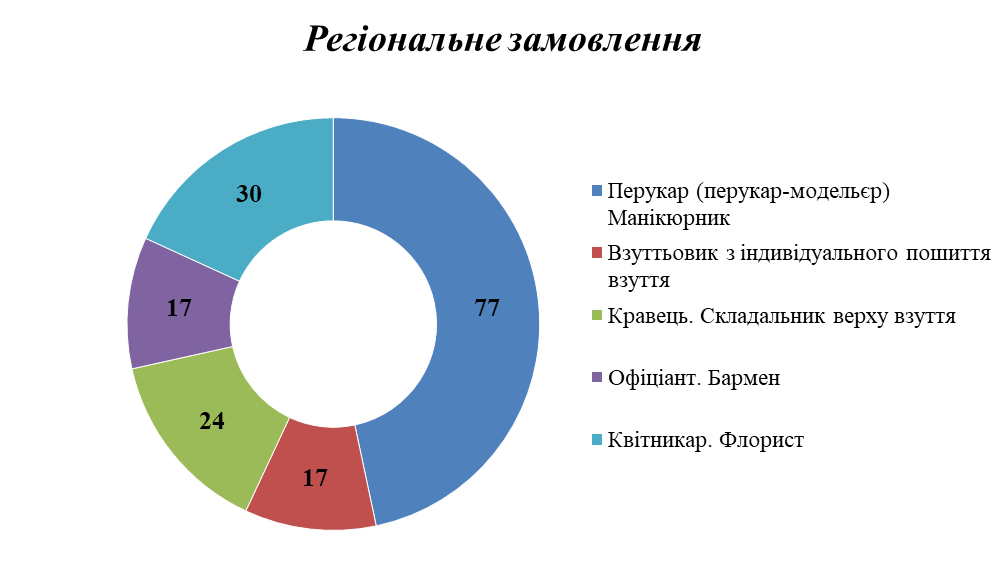 Регіональне замовлення
30
77
17
24
17
Перукар (перукар-модельєр)
Манікюрник
Взуттьовик з індивідуального пошиття
взуття
Кравець. Складальник верху взуття
Офіціант. Бармен
Квітникар. Флорист